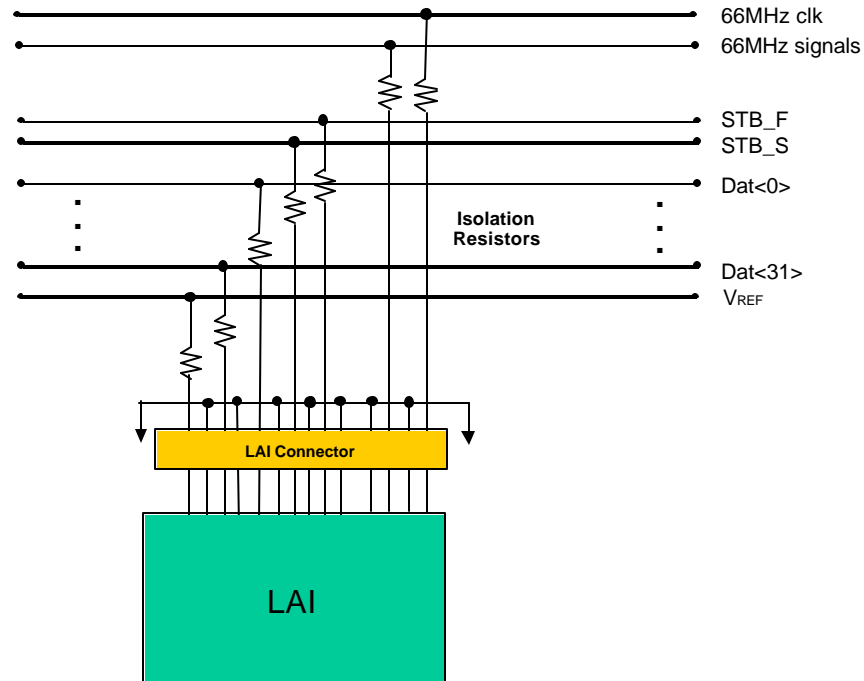 66MHz clk
66MHz signals
STB_F
STB_S
Dat<0>
Isolation
Resistors
Dat<31>
VREF
LAI Connector
LAI